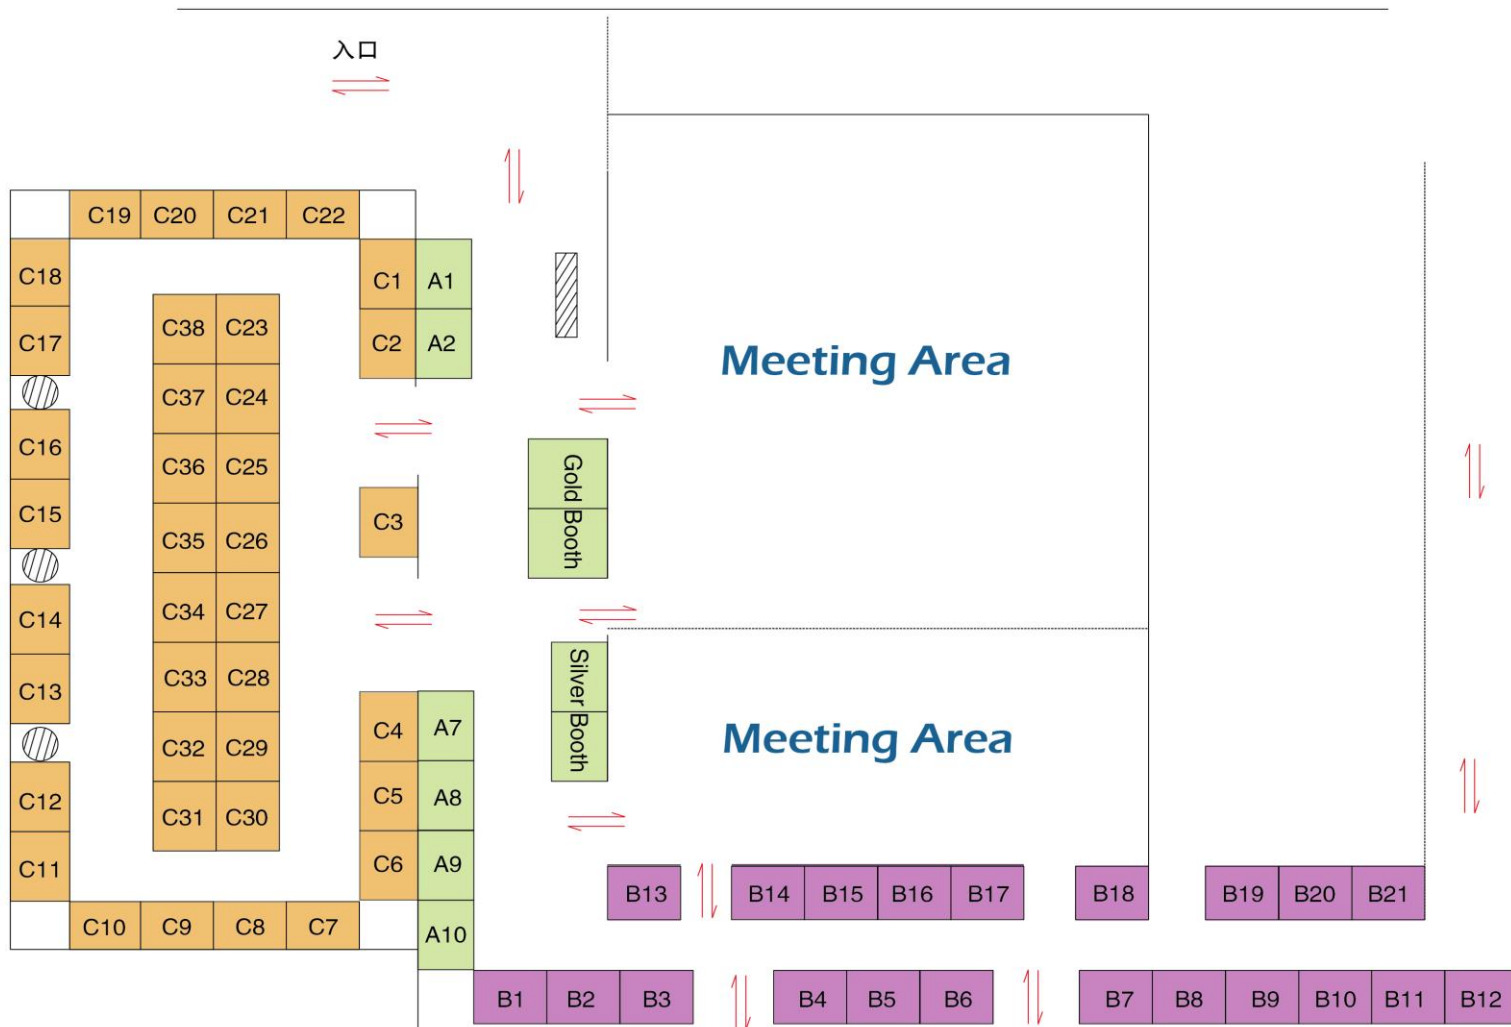 入口
C19 C20 C21 C22
C18
C1 A1
C38 C23
C17
C2 A2
Meeting Area
C37 C24
C16
C36 C25
Gold Booth
C15
C3
C35 C26
C14
C34 C27
C13
C33 C28
Silver Booth
C4 A7
C32 C29
Meeting Area
C12
C5 A8
C31 C30
C11
C6 A9
B13 B14 B15 B16 B17 B18 B19 B20 B21
C10 C9 C8 C7
A10
B1 B2 B3 B4 B5 B6 B7 B8 B9 B10 B11 B12